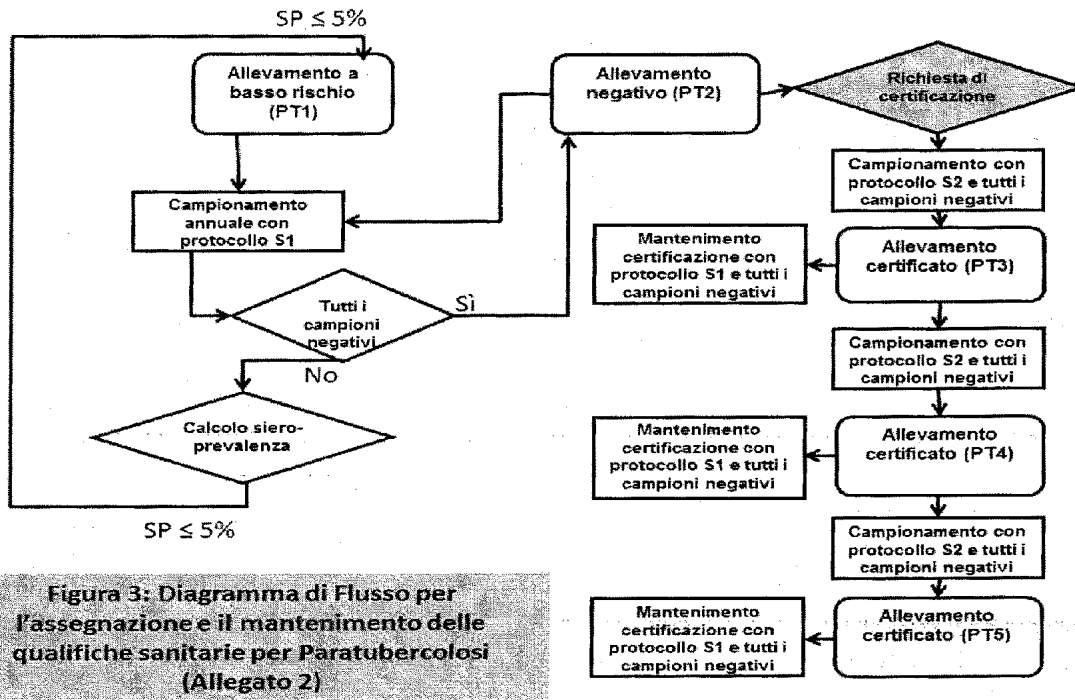 SP ≤ 5%
Allevamento a
basso rischio
(PT1)
Campionamento
annuale con
protocollo S1
Tutti i
campioni
negativi
Sì
No
Calcolo siero-
prevalenza
SP ≤ 5%
Allevamento
negativo (PT2)
Richiesta di
certificazione
Campionamento con
protocollo S2 e tutti i
campioni negativi
Allevamento
certificato (PT3)
Mantenimento
certificazione con
protocollo S1 e tutti i
campioni negativi
Campionamento con
protocollo S2 e tutti i
campioni negativi
Allevamento
certificato (PT4)
Mantenimento
certificazione con
protocollo S1 e tutti i
campioni negativi
Campionamento con
protocollo S2 e tutti i
campioni negativi
Allevamento
certificato (PT5)
Mantenimento
certificazione con
protocollo S1 e tutti i
campioni negativi
Figura 3: Diagramma di Flusso per
l'assegnazione e il mantenimento delle
qualifiche sanitarie per Paratubercolosi
(Allegato 2)